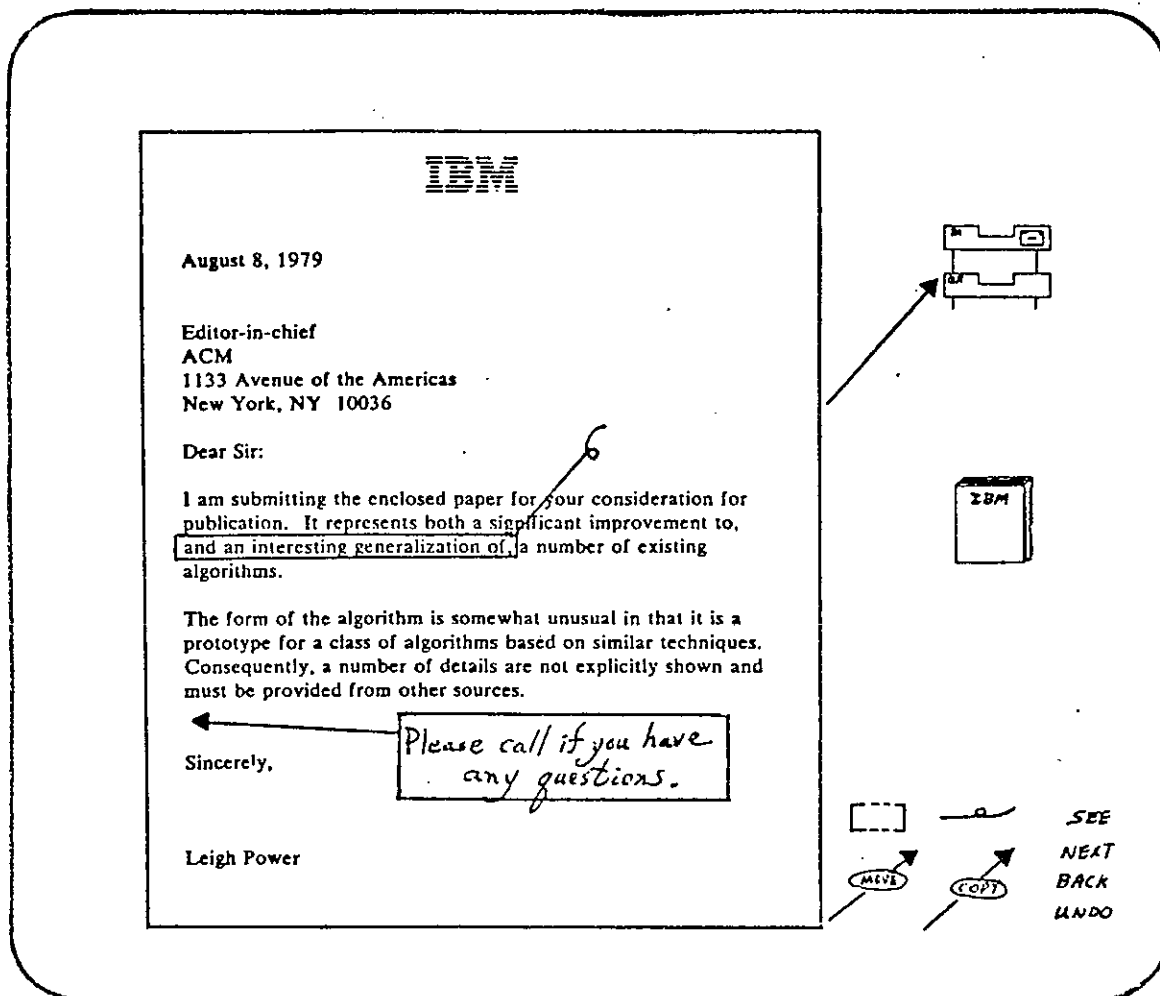 IBM
August 8, 1979
Editor-in-chief
ACM
1133 Avenue of the Americas
New York, NY 10036
Dear Sir:
I am submitting the enclosed paper for your consideration for
publication. It represents both a significant improvement to,
and an interesting generalization of, a number of existing
algorithms.
The form of the algorithm is somewhat unusual in that it is a
prototype for a class of algorithms based on similar techniques.
Consequently, a number of details are not explicitly shown and
must be provided from other sources.
Please call if you have
any questions.
Sincerely,
Leigh Power
IN
OUT
IBM
SEE
NEXT
MOVE
COPY
BACK
UNDO